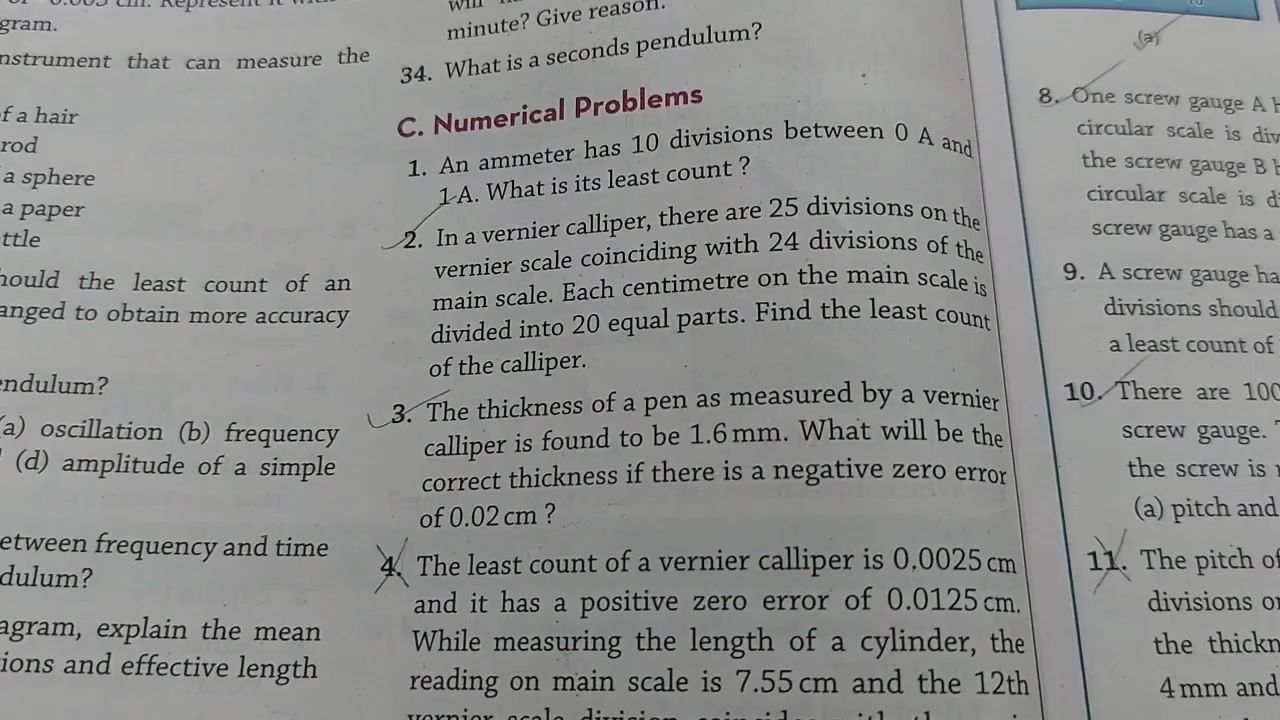 gram.
nstrument that can measure the
f a hair
rod
a sphere
a paper
ttle
hould the least count of an
anged to obtain more accuracy
endulum?
(a) oscillation (b) frequency
(d) amplitude of a simple
etween frequency and time
dulum?
agram, explain the mean
ions and effective length
minute? Give reason.
34. What is a seconds pendulum?
C. Numerical Problems
1. An ammeter has 10 divisions between 0 A and
1 A. What is its least count ?
2. In a vernier calliper, there are 25 divisions on the
vernier scale coinciding with 24 divisions of the
main scale. Each centimetre on the main scale is
divided into 20 equal parts. Find the least count
of the calliper.
3. The thickness of a pen as measured by a vernier
calliper is found to be 1.6 mm. What will be the
correct thickness if there is a negative zero error
of 0.02 cm ?
4. The least count of a vernier calliper is 0.0025 cm
and it has a positive zero error of 0.0125 cm.
While measuring the length of a cylinder, the
reading on main scale is 7.55 cm and the 12th
(a)
8. One screw gauge A
circular scale is div
the screw gauge B
circular scale is d
screw gauge has a
9. A screw gauge ha
divisions should
a least count of
10. There are 100
screw gauge.
the screw is
(a) pitch and
11. The pitch of
divisions on
the thickn
4 mm and